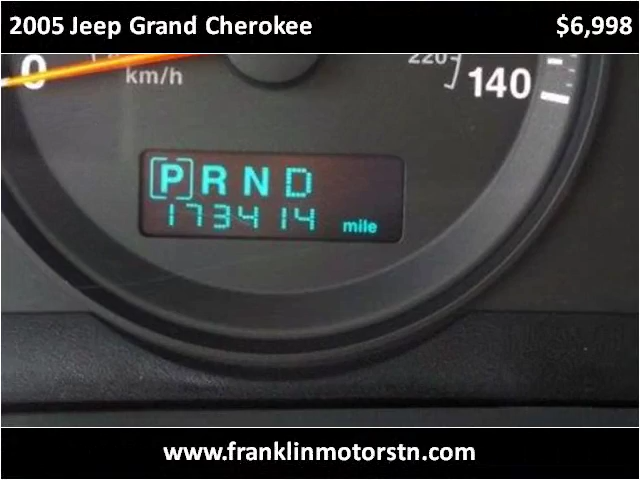 2005 Jeep Grand Cherokee $6,998
0 km/h 220 140
P R N D
173414 mile
www.franklinmotorstn.com